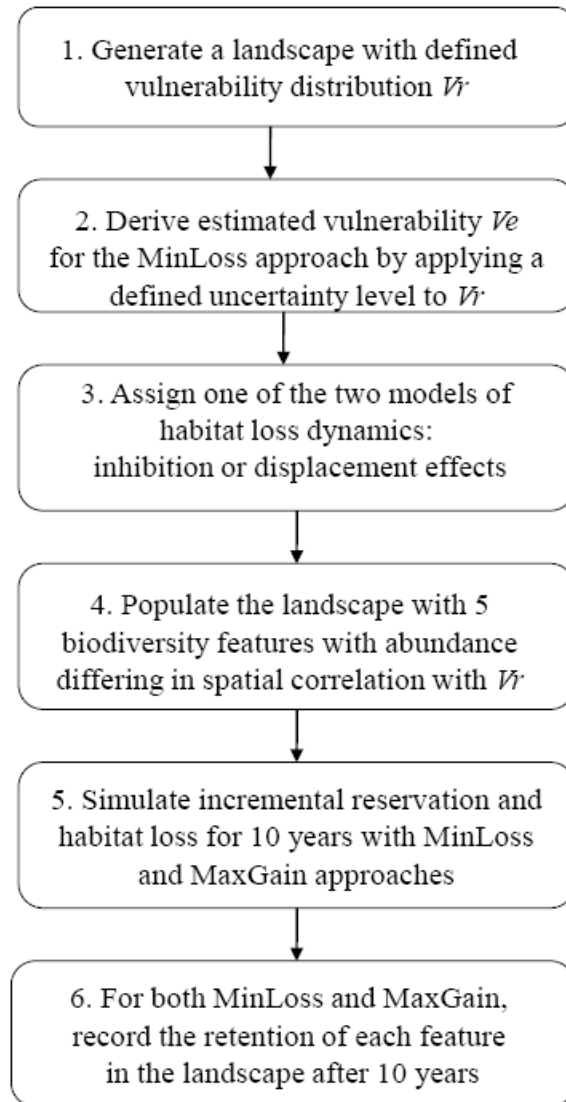 1. Generate a landscape with defined
vulnerability distribution Vr
2. Derive estimated vulnerability Ve
for the MinLoss approach by applying a
defined uncertainty level to Vr
3. Assign one of the two models of
habitat loss dynamics:
inhibition or displacement effects
4. Populate the landscape with 5
biodiversity features with abundance
differing in spatial correlation with Vr
5. Simulate incremental reservation and
habitat loss for 10 years with MinLoss
and MaxGain approaches
6. For both MinLoss and MaxGain,
record the retention of each feature
in the landscape after 10 years